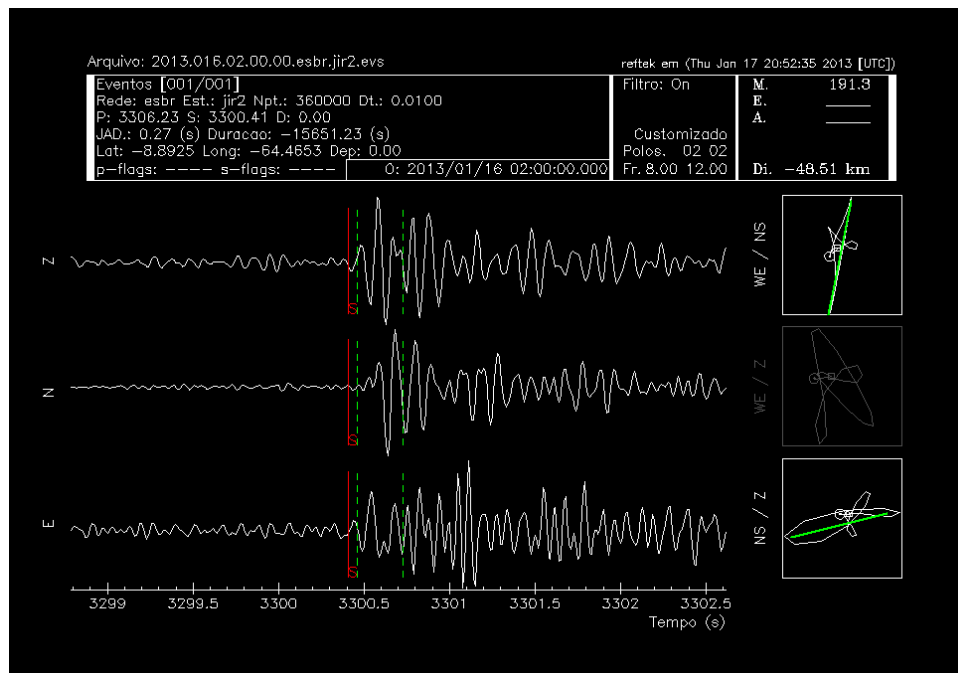 Arquivo: 2013.016.02.00.00.esbr.jir2.evs
reftek em (Thu Jan 17 20:52:35 2013 [UTC])
Eventos [001/001]
Rede: esbr Est.: jir2 Npt.: 360000 Dt.: 0.0100
P: 3306.23 S: 3300.41 D: 0.00
JAD.: 0.27 (s) Duracao: −15651.23 (s)
Lat: −8.8925 Long: −64.4653 Dep: 0.00
p−flags: −−−− s−flags: −−−−
O: 2013/01/16 02:00:00.000
Filtro: On
Customizado
Polos. 02 02
Fr. 8.00 12.00
M. 191.3
E.
A.
Di. −48.51 km
Z
S
WE / NS
N
S
WE / Z
E
S
NS / Z
3299 3299.5 3300 3300.5 3301 3301.5 3302 3302.5
Tempo (s)